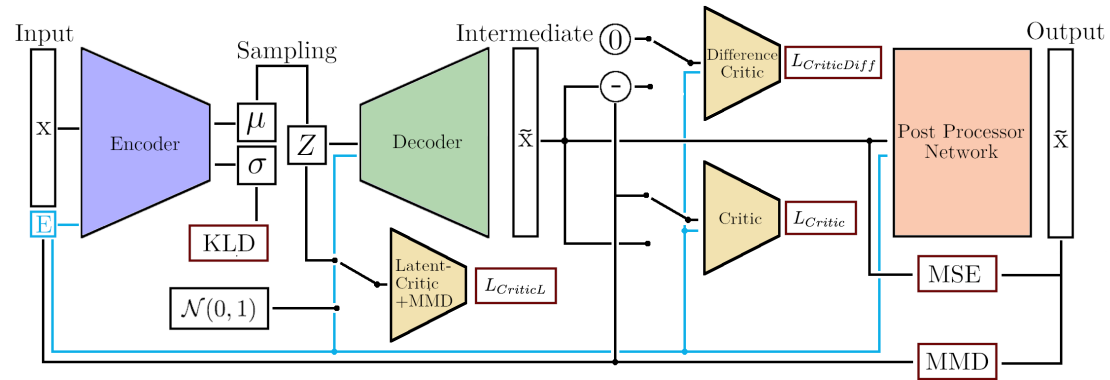 Input
x
E
Encoder
Sampling
μ
σ
KLD
Z
N(0, 1)
Decoder
Latent-
Critic
+MMD
L_CriticL
Intermediate
x̃
0
-
Difference
Critic
L_CriticDiff
Critic
L_Critic
Post Processor
Network
Output
x̃
MSE
MMD